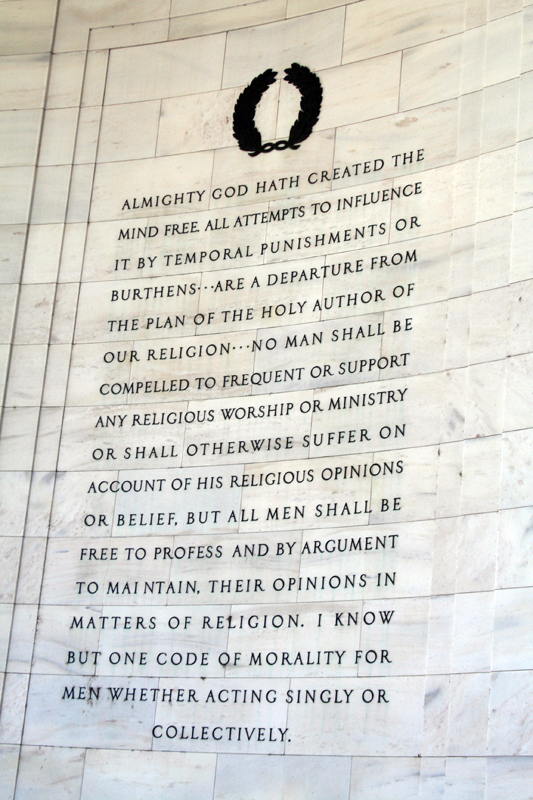 ALMIGHTY GOD HATH CREATED THE
MIND FREE. ALL ATTEMPTS TO INFLUENCE
IT BY TEMPORAL PUNISHMENTS OR
BURTHENS···ARE A DEPARTURE FROM
THE PLAN OF THE HOLY AUTHOR OF
OUR RELIGION···NO MAN SHALL BE
COMPELLED TO FREQUENT OR SUPPORT
ANY RELIGIOUS WORSHIP OR MINISTRY
OR SHALL OTHERWISE SUFFER ON
ACCOUNT OF HIS RELIGIOUS OPINIONS
OR BELIEF, BUT ALL MEN SHALL BE
FREE TO PROFESS AND BY ARGUMENT
TO MAINTAIN, THEIR OPINIONS IN
MATTERS OF RELIGION. I KNOW
BUT ONE CODE OF MORALITY FOR
MEN WHETHER ACTING SINGLY OR
COLLECTIVELY.